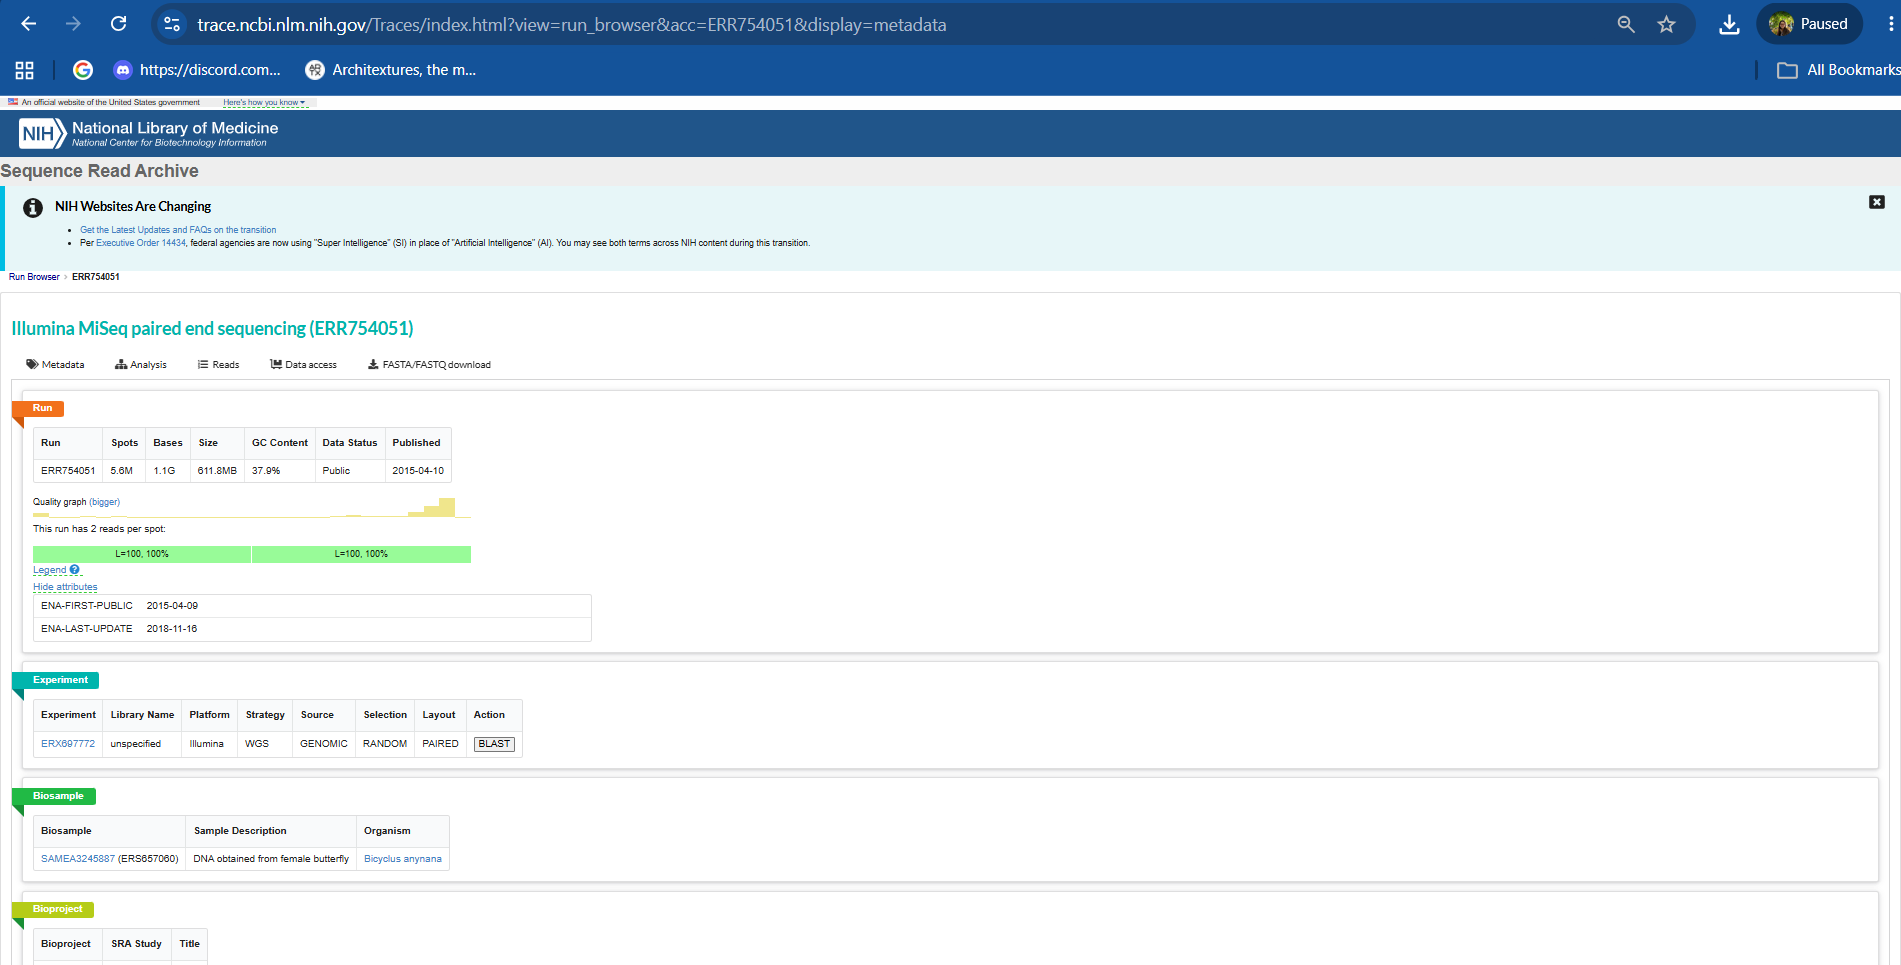 trace.ncbi.nlm.nih.gov/Traces/index.html?view=run_browser&acc=ERR754051&display=metadata
Paused
https://discord.com...
Architextures, the m...
All Bookmarks
An official website of the United States government Here's how you know
NIH National Library of Medicine
National Center for Biotechnology Information
Sequence Read Archive
NIH Websites Are Changing
Get the Latest Updates and FAQs on the transition
Per Executive Order 14434, federal agencies are now using "Super Intelligence" (SI) in place of "Artificial Intelligence" (AI). You may see both terms across NIH content during this transition.
Run Browser › ERR754051
Illumina MiSeq paired end sequencing (ERR754051)
Metadata Analysis Reads Data access FASTA/FASTQ download
Run
Run Spots Bases Size GC Content Data Status Published
ERR754051 5.6M 1.1G 611.8MB 37.9% Public 2015-04-10
Quality graph (bigger)
This run has 2 reads per spot:
L=100, 100% L=100, 100%
Legend ?
Hide attributes
ENA-FIRST-PUBLIC 2015-04-09
ENA-LAST-UPDATE 2018-11-16
Experiment
Experiment Library Name Platform Strategy Source Selection Layout Action
ERX697772 unspecified Illumina WGS GENOMIC RANDOM PAIRED BLAST
Biosample
Biosample Sample Description Organism
SAMEA3245887 (ERS657060) DNA obtained from female butterfly Bicyclus anynana
Bioproject
Bioproject SRA Study Title